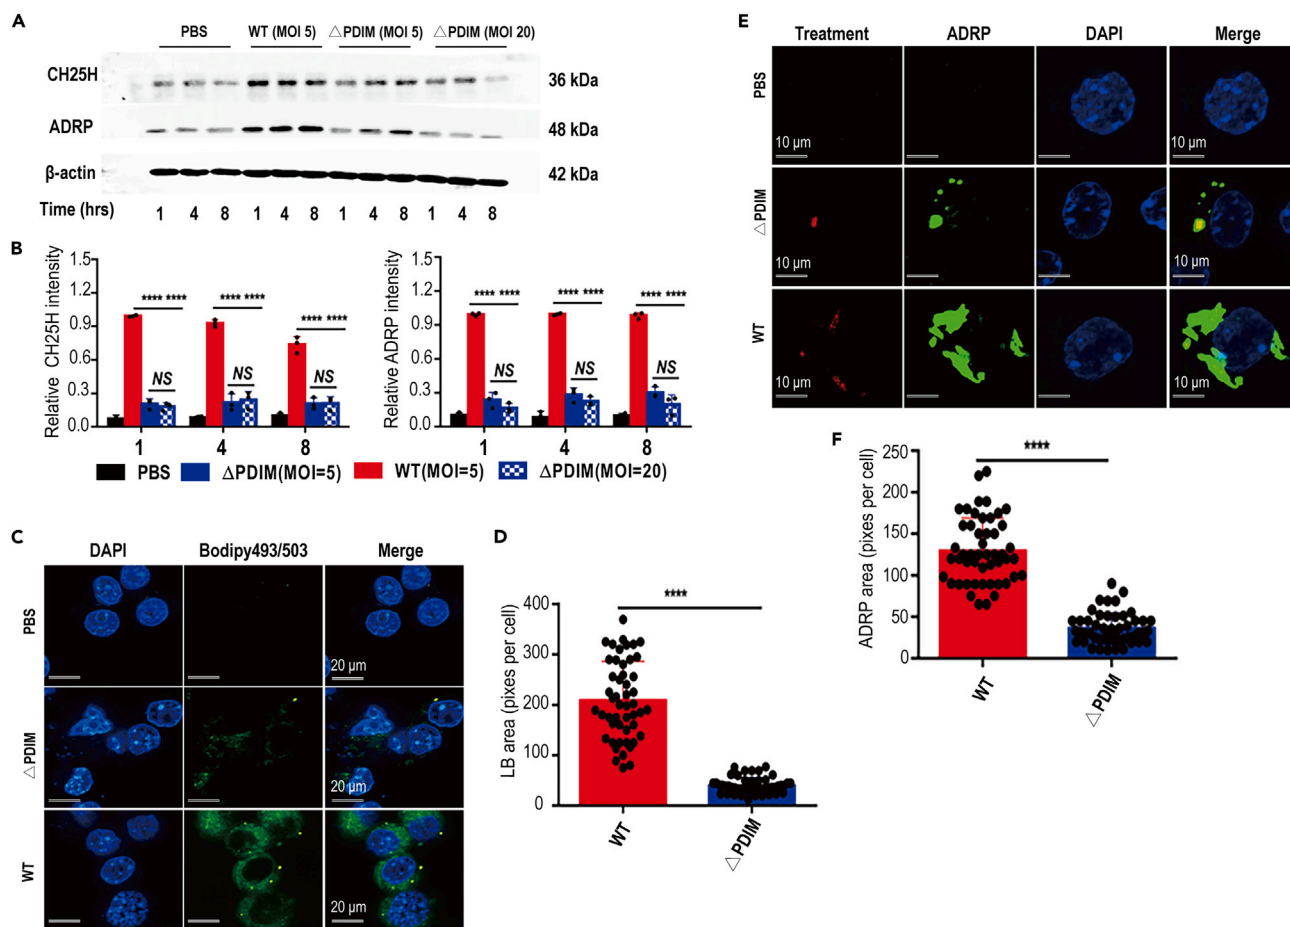 A
PBS WT (MOI 5) △PDIM (MOI 5) △PDIM (MOI 20)
CH25H 36 kDa
ADRP 48 kDa
β-actin 42 kDa
Time (hrs) 1 4 8 1 4 8 1 4 8 1 4 8
B
Relative CH25H intensity
1.5
1.2
0.9
0.6
0.3
0.0
**** ****
**** ****
**** ****
NS
NS
NS
1 4 8
Relative ADRP intensity
1.5
1.2
0.9
0.6
0.3
0.0
**** ****
**** ****
**** ****
NS
NS
NS
1 4 8
PBS ΔPDIM(MOI=5) WT(MOI=5) ΔPDIM(MOI=20)
C
DAPI Bodipy493/503 Merge
PBS
20 μm
△PDIM
20 μm
WT
20 μm
D
LB area (pixes per cell)
400
300
200
100
0
****
WT
△PDIM
E
Treatment ADRP DAPI Merge
PBS
10 μm 10 μm
△PDIM
10 μm 10 μm
WT
10 μm 10 μm
F
ADRP area (pixes per cell)
250
200
150
100
50
0
****
WT
△PDIM